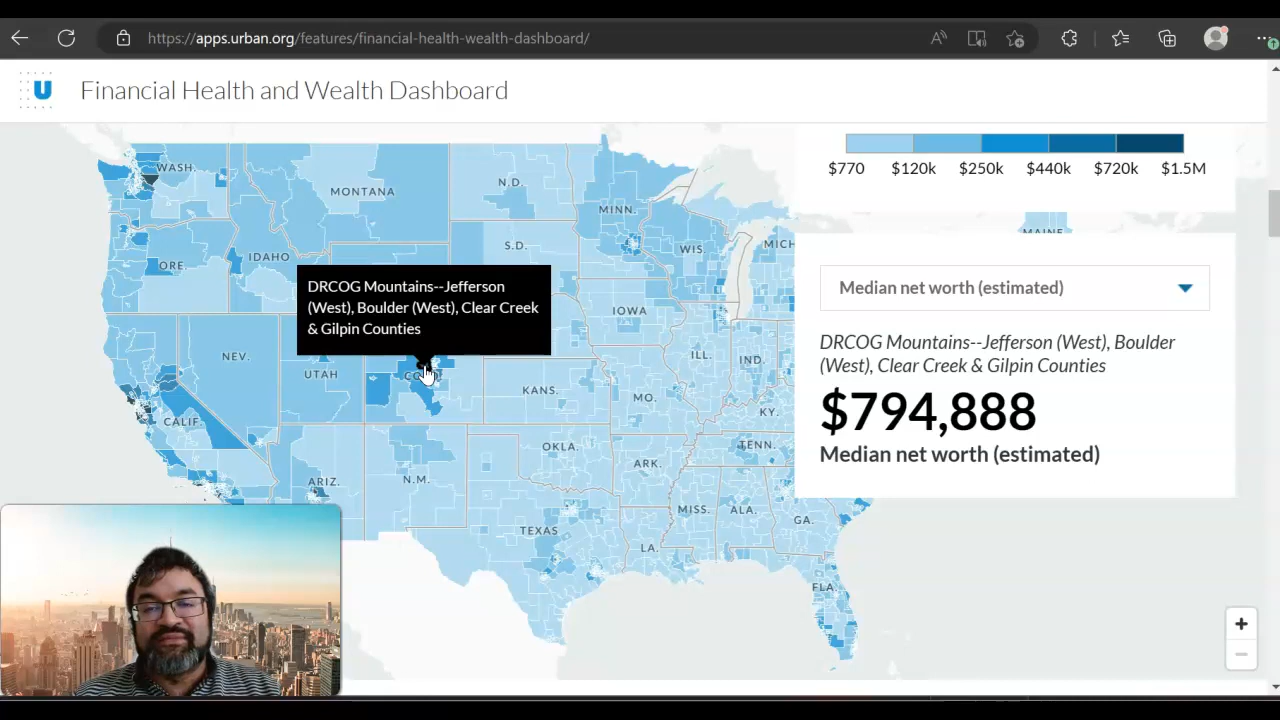 https://apps.urban.org/features/financial-health-wealth-dashboard/
U
Financial Health and Wealth Dashboard
$770 $120k $250k $440k $720k $1.5M
WASH.
MONTANA
N.D.
MINN.
ORE.
IDAHO
S.D.
WIS.
MICH
MAINE
DRCOG Mountains--Jefferson
(West), Boulder (West), Clear Creek
& Gilpin Counties
Median net worth (estimated)
DRCOG Mountains--Jefferson (West), Boulder
(West), Clear Creek & Gilpin Counties
$794,888
Median net worth (estimated)
IOWA
NEV.
UTAH
ILL.
IND.
KANS.
MO.
KY.
CALIF.
OKLA.
TENN.
ARIZ.
N.M.
ARK.
TEXAS
MISS.
ALA.
GA.
LA.
FLA.
+
−